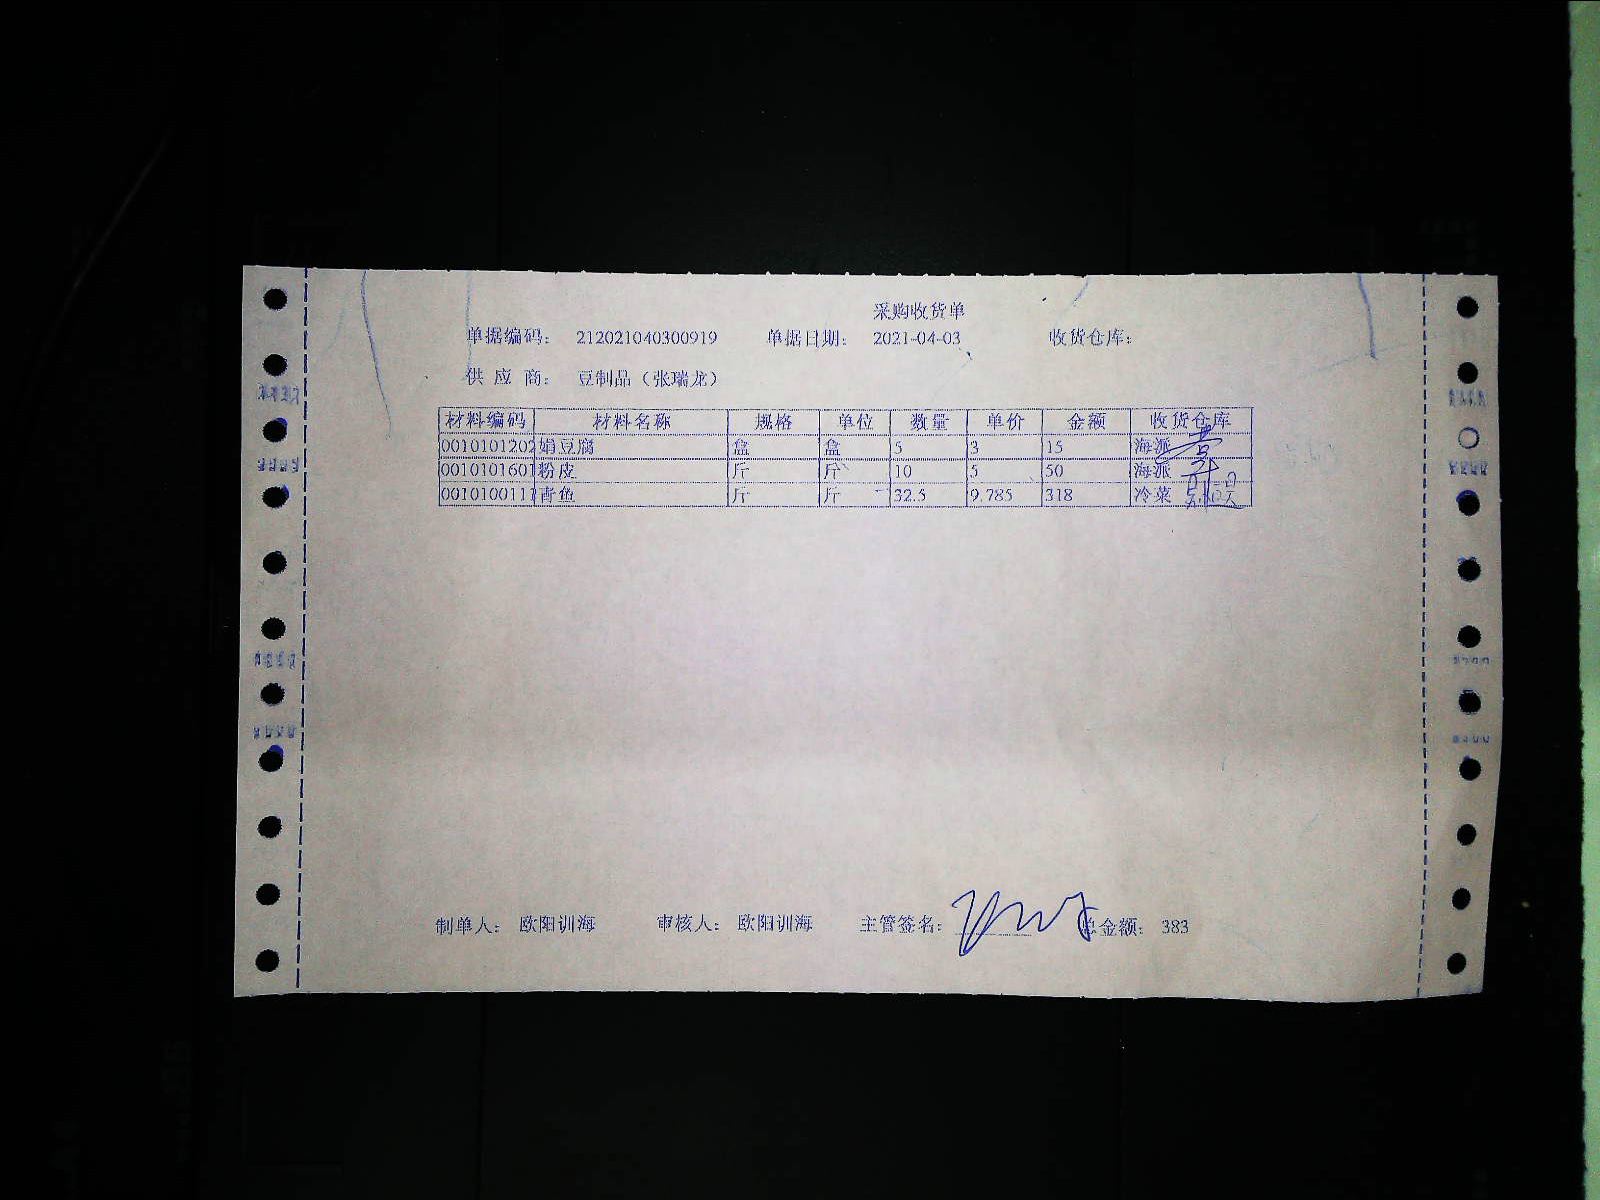 采购收货单
单据编码： 212021040300919 单据日期： 2021-04-03 收货仓库：
供 应 商： 豆制品（张瑞龙）
材料编码 材料名称 规格 单位 数量 单价 金额 收货仓库
0010101202 娟豆腐 盒 盒 5 3 15 海派
0010101601 粉皮 斤 斤 10 5 50 海派
0010100111 青鱼 斤 斤 32.5 9.785 318 冷菜
制单人： 欧阳训海 审核人： 欧阳训海 主管签名： 总金额： 383